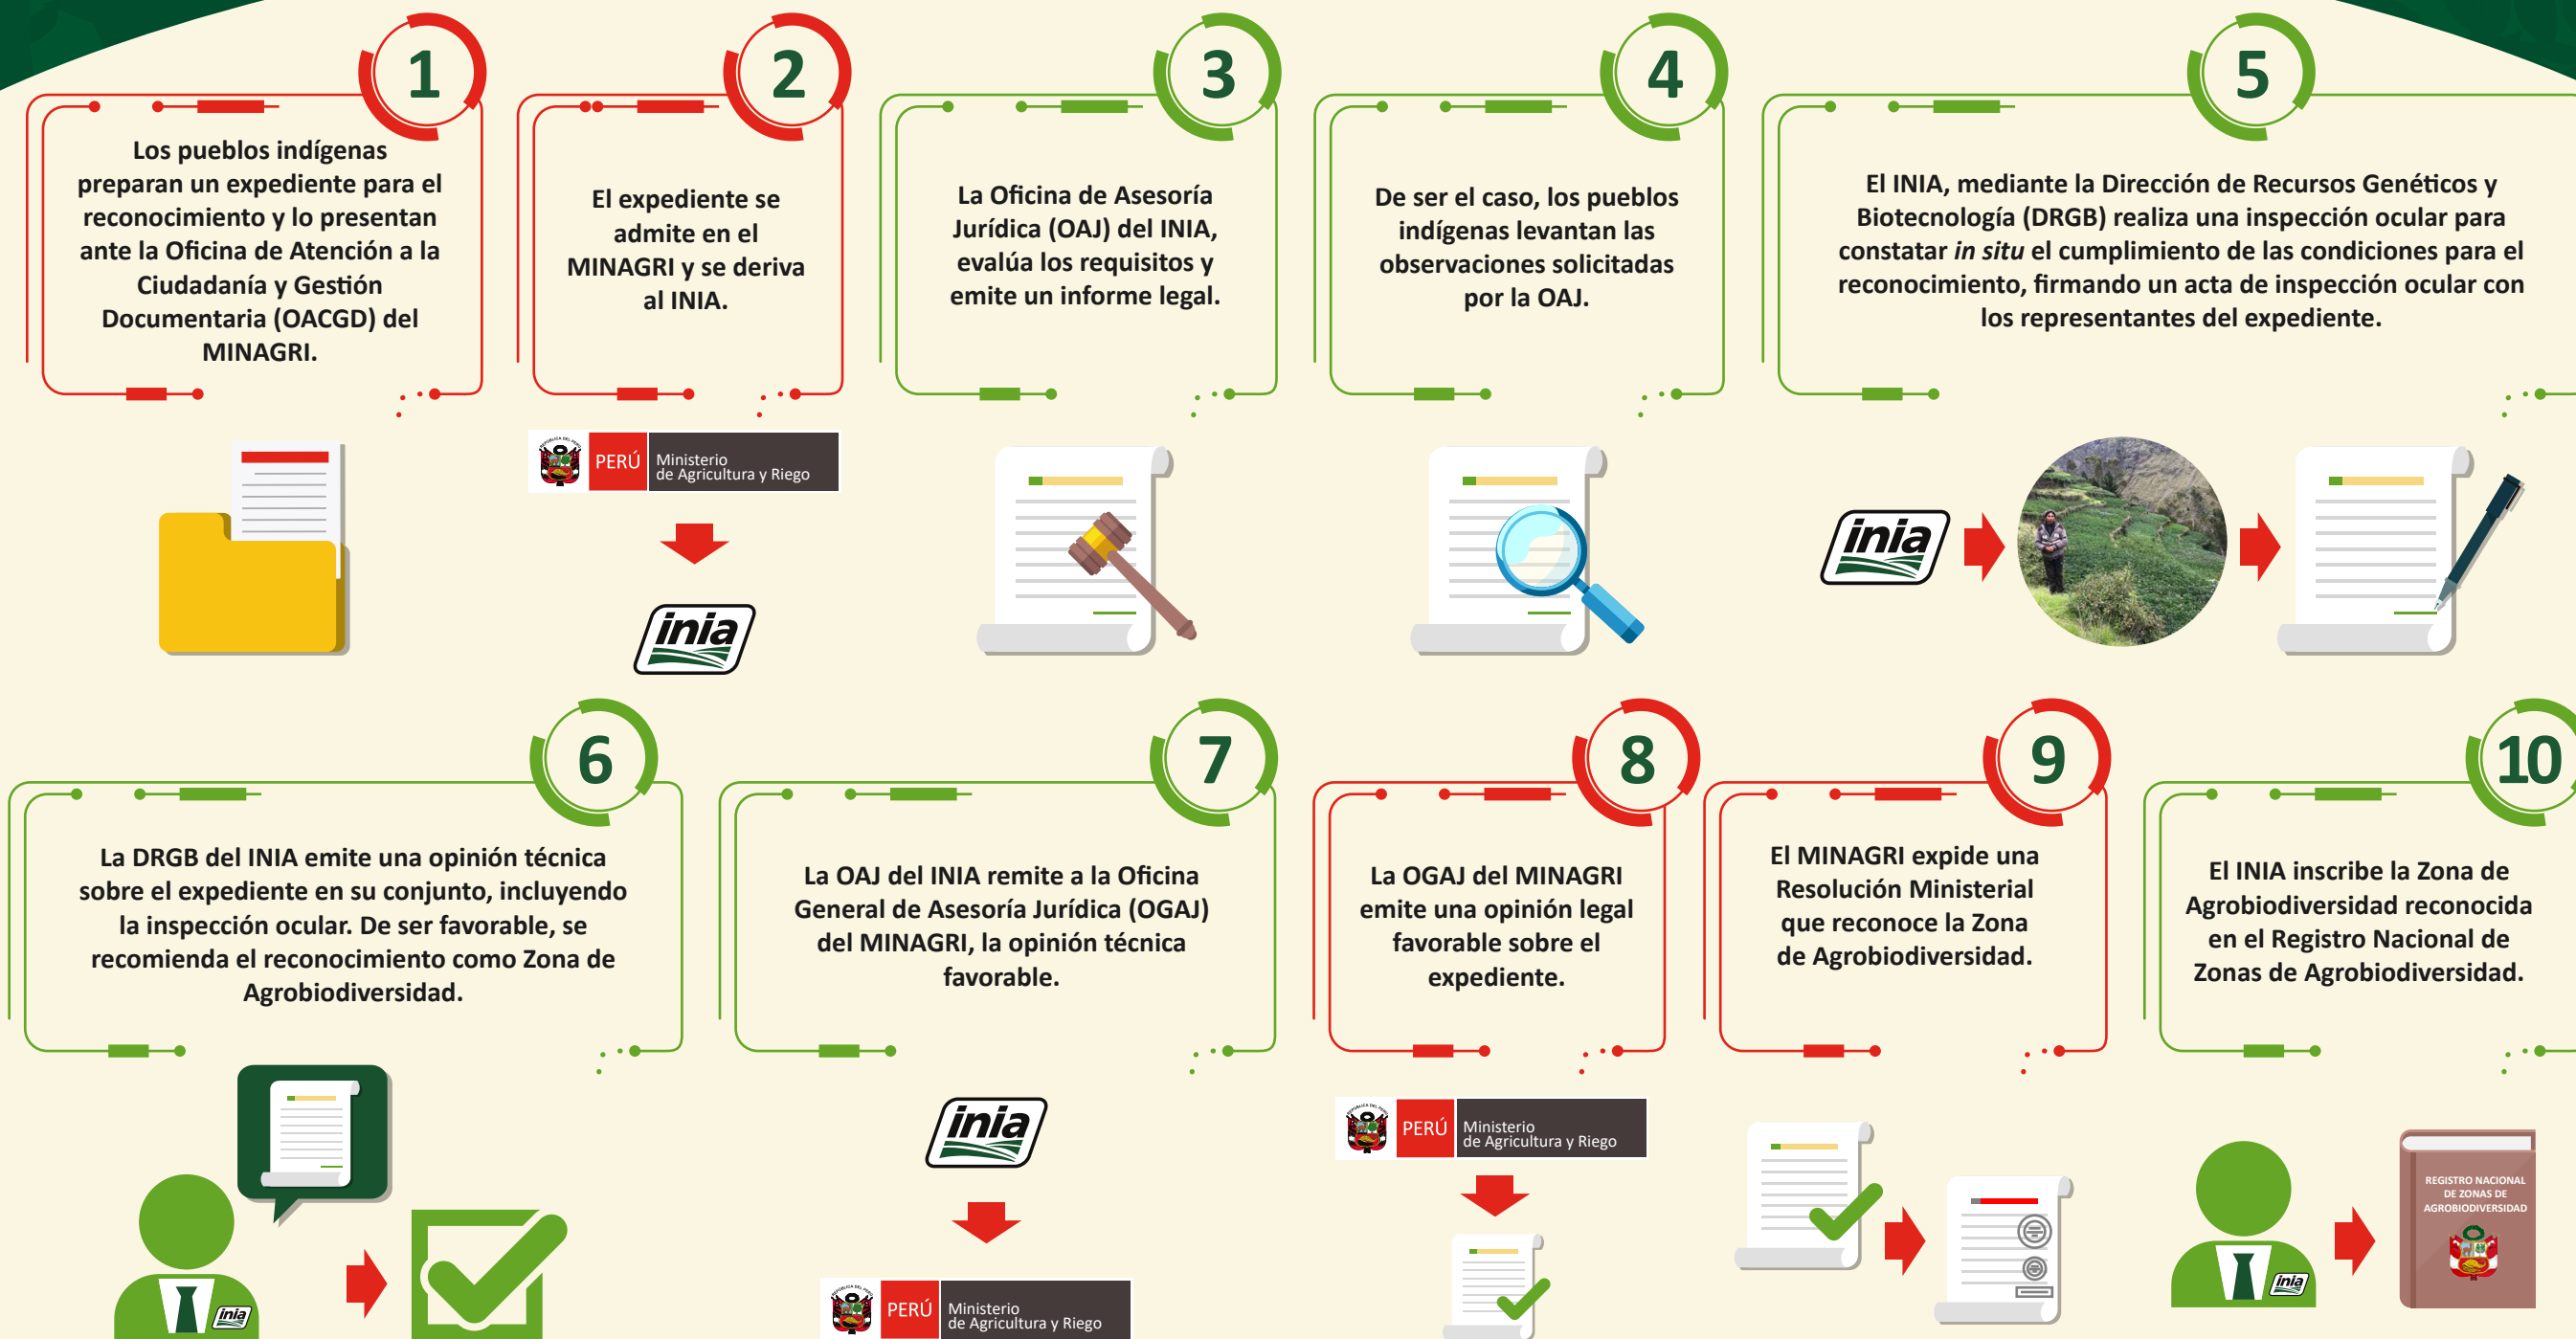 1
Los pueblos indígenas
preparan un expediente para el
reconocimiento y lo presentan
ante la Oficina de Atención a la
Ciudadanía y Gestión
Documentaria (OACGD) del
MINAGRI.
2
El expediente se
admite en el
MINAGRI y se deriva
al INIA.
REPÚBLICA DEL PERÚ
PERÚ
Ministerio
de Agricultura y Riego
inia
3
La Oficina de Asesoría
Jurídica (OAJ) del INIA,
evalúa los requisitos y
emite un informe legal.
4
De ser el caso, los pueblos
indígenas levantan las
observaciones solicitadas
por la OAJ.
5
El INIA, mediante la Dirección de Recursos Genéticos y
Biotecnología (DRGB) realiza una inspección ocular para
constatar in situ el cumplimiento de las condiciones para el
reconocimiento, firmando un acta de inspección ocular con
los representantes del expediente.
inia
6
La DRGB del INIA emite una opinión técnica
sobre el expediente en su conjunto, incluyendo
la inspección ocular. De ser favorable, se
recomienda el reconocimiento como Zona de
Agrobiodiversidad.
inia
7
La OAJ del INIA remite a la Oficina
General de Asesoría Jurídica (OGAJ)
del MINAGRI, la opinión técnica
favorable.
inia
REPÚBLICA DEL PERÚ
PERÚ
Ministerio
de Agricultura y Riego
8
La OGAJ del MINAGRI
emite una opinión legal
favorable sobre el
expediente.
REPÚBLICA DEL PERÚ
PERÚ
Ministerio
de Agricultura y Riego
9
El MINAGRI expide una
Resolución Ministerial
que reconoce la Zona
de Agrobiodiversidad.
10
El INIA inscribe la Zona de
Agrobiodiversidad reconocida
en el Registro Nacional de
Zonas de Agrobiodiversidad.
inia
REGISTRO NACIONAL
DE ZONAS DE
AGROBIODIVERSIDAD